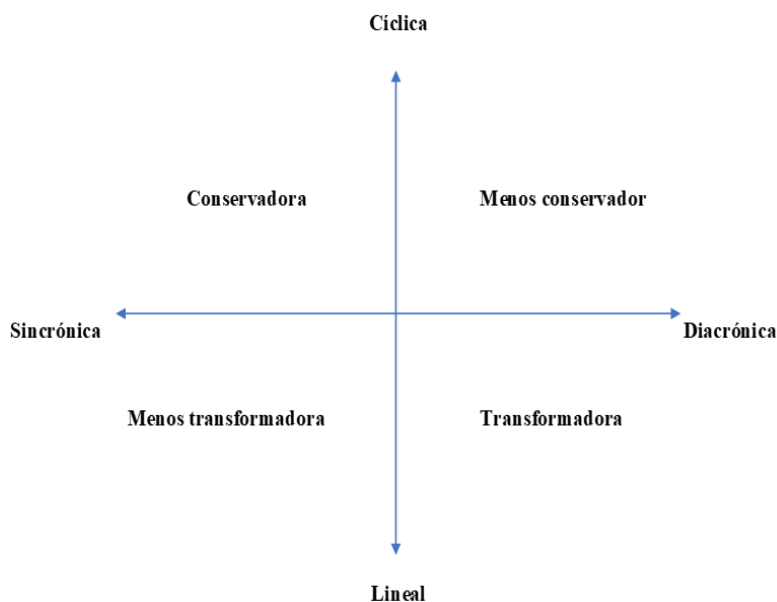 Cíclica
Conservadora
Menos conservador
Sincrónica
Diacrónica
Menos transformadora
Transformadora
Lineal